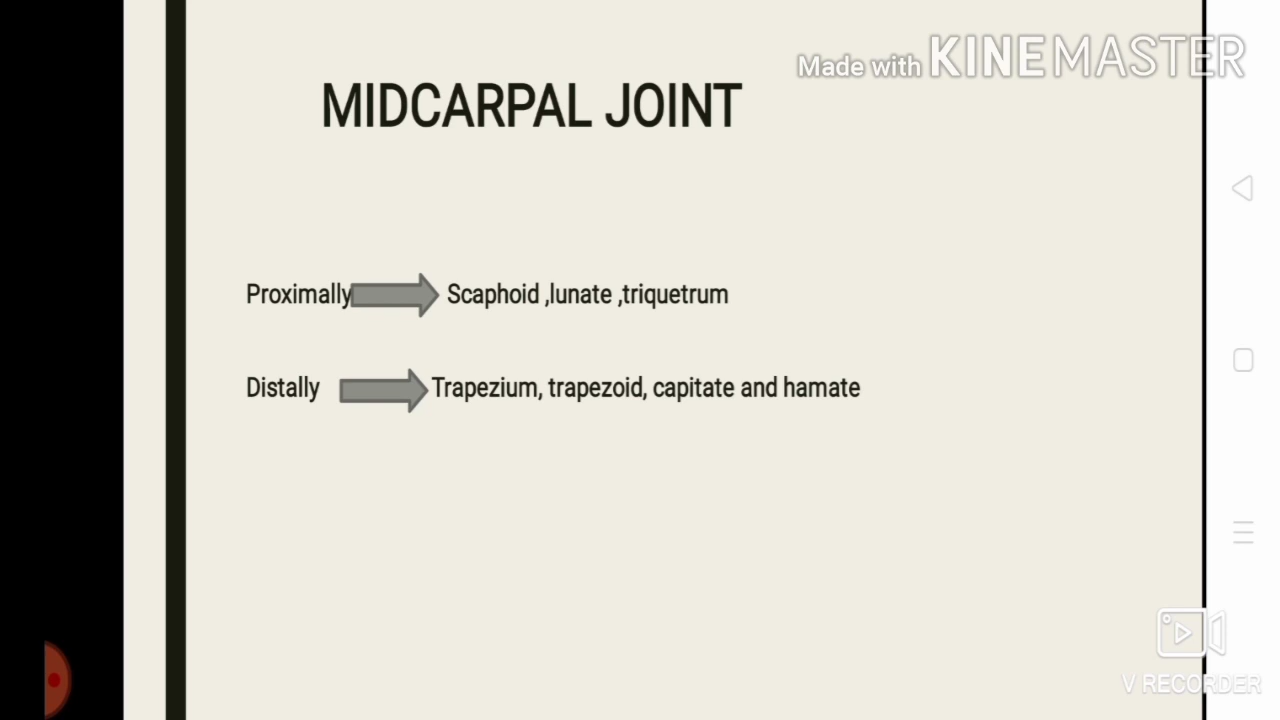 Made with KINEMASTER
MIDCARPAL JOINT
Proximally Scaphoid ,lunate ,triquetrum
Distally Trapezium, trapezoid, capitate and hamate
V RECORDER